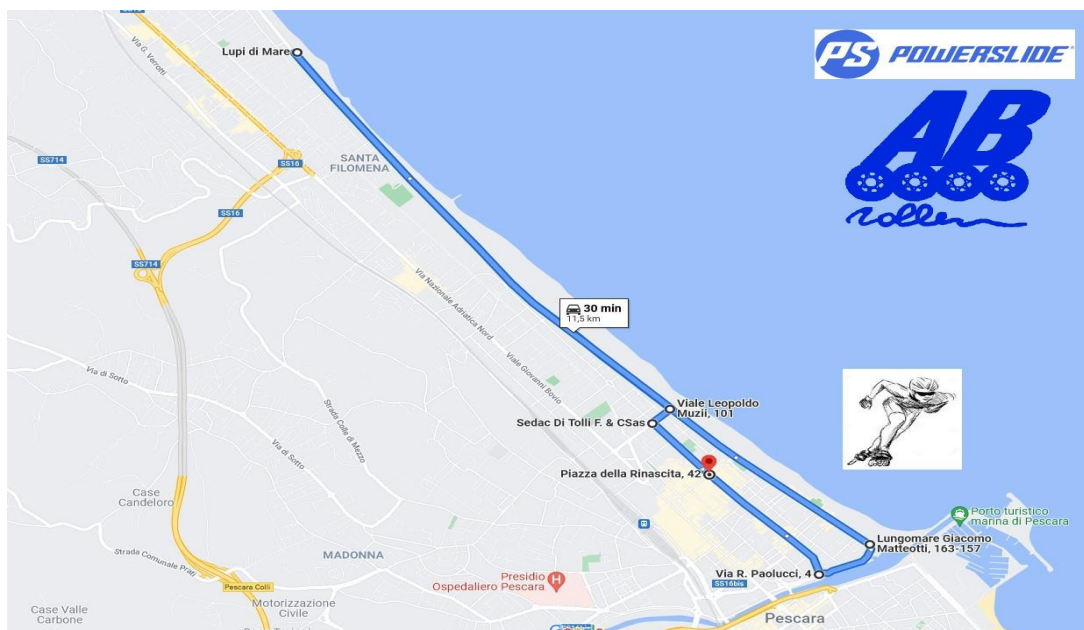 SS16
Lupi di Mare
Via G. Verrotti
PS POWERSLIDE
AB
roller
SS714
SS16
SANTA
FILOMENA
SS16
SS714
Via Nazionale Adriatica Nord
30 min
11,5 km
Viale Giovanni Bovio
Via di Sotto
Strada Colle di Mezzo
Viale Leopoldo
Muzii, 101
Sedac Di Tolli F. & CSas
Via di Sotto
Piazza della Rinascita, 42
Case
Candeloro
Porto turistico
marina di Pescara
Strada Comunale Prati
MADONNA
Lungomare Giacomo
Matteotti, 163-157
Via R. Paolucci, 4
Presidio
Ospedaliero Pescara
H
SS16bis
Pescara Colli
Motorizzazione
Civile
Case Valle
Carbone
Pescara